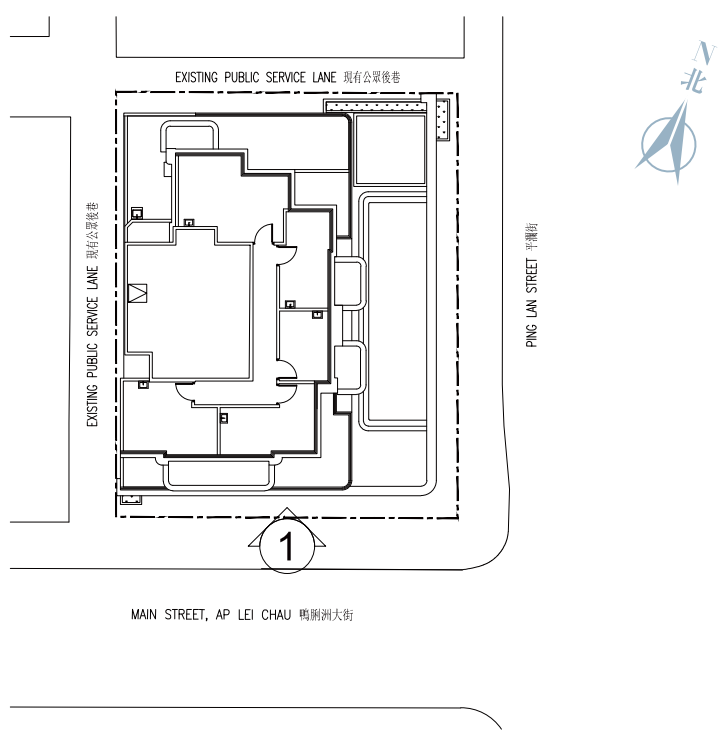 N
北
EXISTING PUBLIC SERVICE LANE 現有公眾後巷
EXISTING PUBLIC SERVICE LANE 現有公眾後巷
PING LAN STREET 平瀾街
1
MAIN STREET, AP LEI CHAU 鴨脷洲大街